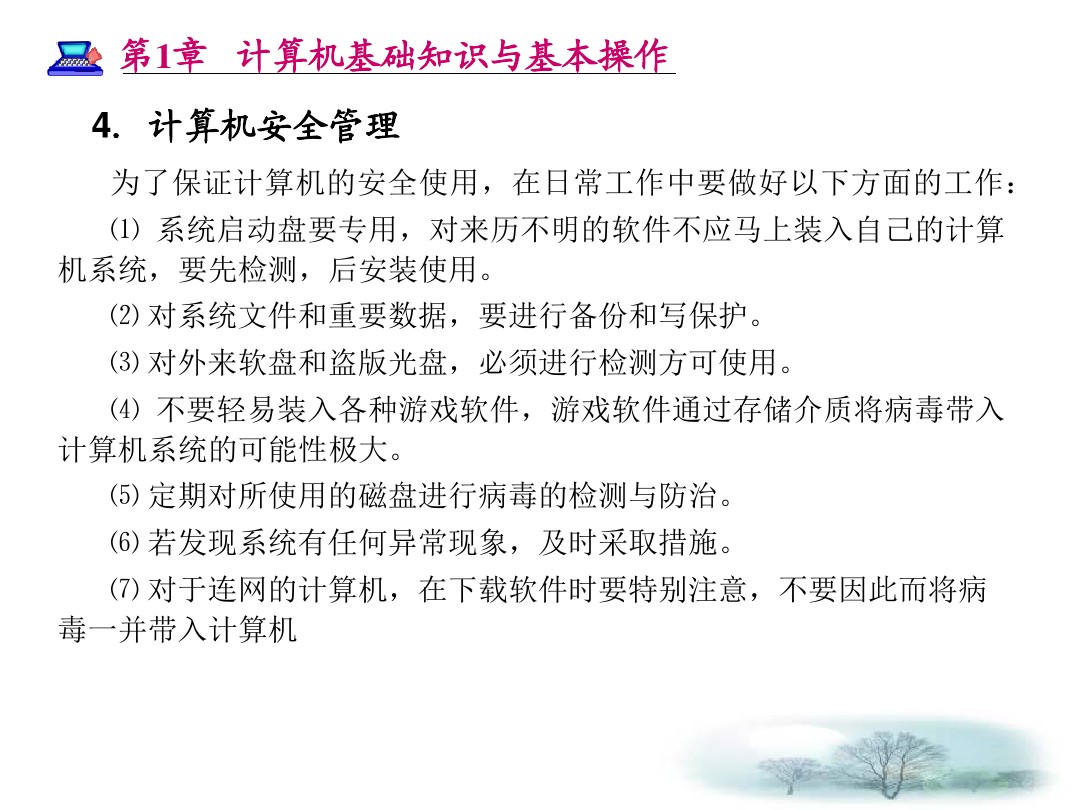 第1章 计算机基础知识与基本操作
4. 计算机安全管理
为了保证计算机的安全使用，在日常工作中要做好以下方面的工作：
⑴ 系统启动盘要专用，对来历不明的软件不应马上装入自己的计算
机系统，要先检测，后安装使用。
⑵ 对系统文件和重要数据，要进行备份和写保护。
⑶ 对外来软盘和盗版光盘，必须进行检测方可使用。
⑷ 不要轻易装入各种游戏软件，游戏软件通过存储介质将病毒带入
计算机系统的可能性极大。
⑸ 定期对所使用的磁盘进行病毒的检测与防治。
⑹ 若发现系统有任何异常现象，及时采取措施。
⑺ 对于连网的计算机，在下载软件时要特别注意，不要因此而将病
毒一并带入计算机